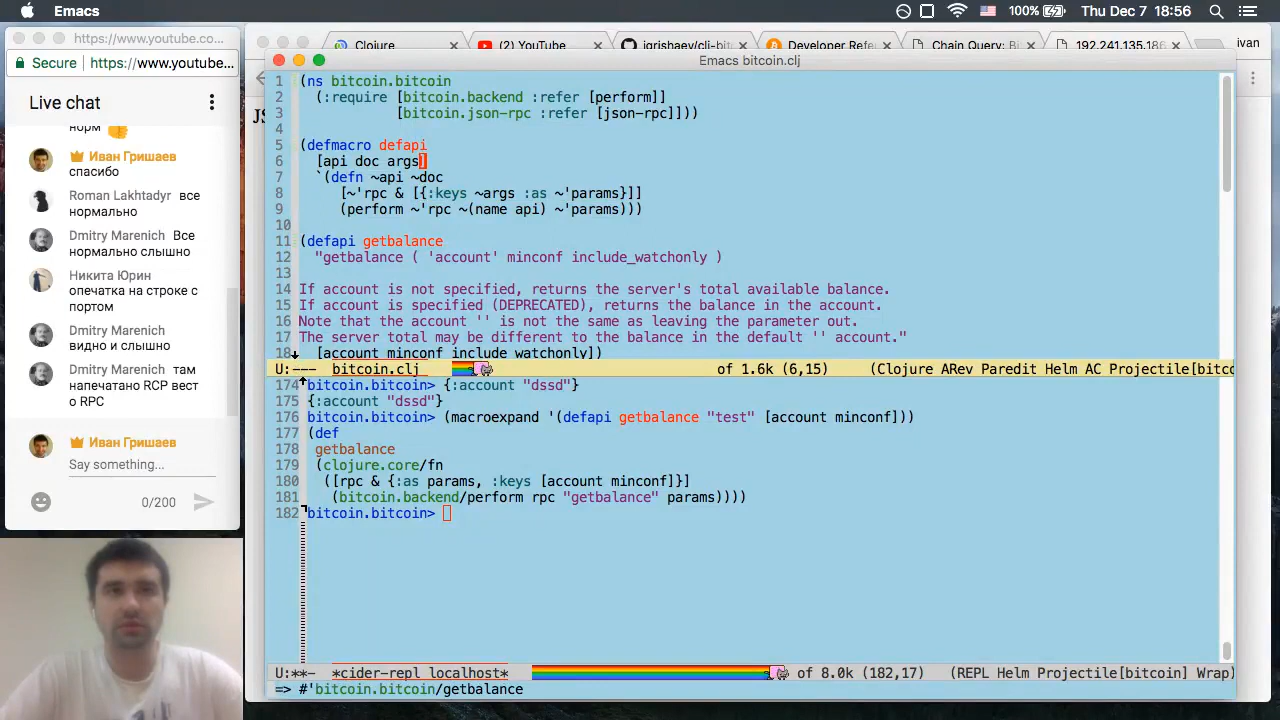 Emacs
100%
Thu Dec 7 18:56
https://www.youtube.co...
Secure
https://www.youtube...
Live chat
норм
Иван Гришаев
спасибо
Roman Lakhtadyr все
нормально
Dmitry Marenich Все
нормально слышно
Никита Юрин
опечатка на строке с
портом
Dmitry Marenich
видно и слышно
Dmitry Marenich там
напечатано RCP вест
о RPC
Иван Гришаев
Say something...
0/200
Clojure
(2) YouTube
igrishaev/cli-bit
Developer Refer
Chain Query: Bi
192.241.135.186
ivan
Emacs bitcoin.clj
1 (ns bitcoin.bitcoin
2 (:require [bitcoin.backend :refer [perform]]
3 [bitcoin.json-rpc :refer [json-rpc]]))
4
5 (defmacro defapi
6 [api doc args]
7 `(defn ~api ~doc
8 [~'rpc & [{:keys ~args :as ~'params}]]
9 (perform ~'rpc ~(name api) ~'params)))
10
11 (defapi getbalance
12 "getbalance ( 'account' minconf include_watchonly )
13
14 If account is not specified, returns the server's total available balance.
15 If account is specified (DEPRECATED), returns the balance in the account.
16 Note that the account '' is not the same as leaving the parameter out.
17 The server total may be different to the balance in the default '' account."
18 [account minconf include_watchonly])
U:--- bitcoin.clj of 1.6k (6,15) (Clojure ARev Paredit Helm AC Projectile[bitco
174 bitcoin.bitcoin> {:account "dssd"}
175 {:account "dssd"}
176 bitcoin.bitcoin> (macroexpand '(defapi getbalance "test" [account minconf]))
177 (def
178 getbalance
179 (clojure.core/fn
180 ([rpc & {:as params, :keys [account minconf]}]
181 (bitcoin.backend/perform rpc "getbalance" params))))
182 bitcoin.bitcoin>
U:**- *cider-repl localhost* of 8.0k (182,17) (REPL Helm Projectile[bitcoin] Wrap)
=> #'bitcoin.bitcoin/getbalance